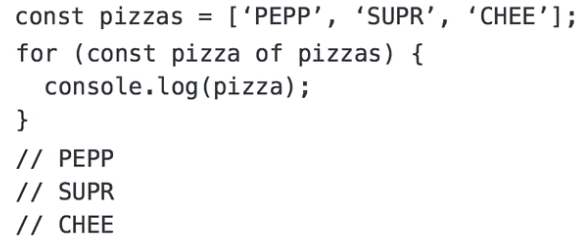 const pizzas = [‘PEPP’, ‘SUPR’, ‘CHEE’];
for (const pizza of pizzas) {
  console.log(pizza);
}
// PEPP
// SUPR
// CHEE